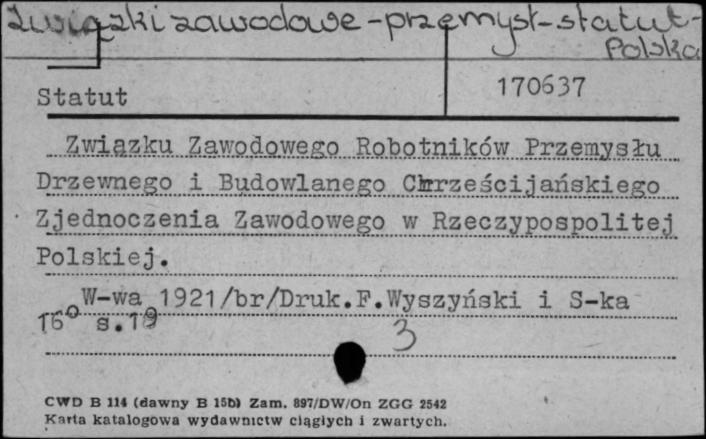 Związki zawodowe - przemysł - statut -
Polska
Statut
170637
Związku Zawodowego Robotników Przemysłu
Drzewnego i Budowlanego Chrześcijańskiego
Zjednoczenia Zawodowego w Rzeczypospolitej
Polskiej.
W-wa 1921/br/Druk.F.Wyszyński i S-ka
16° s.19
3
CWD B 114 (dawny B 15b) Zam. 897/DW/On ZGG 2542
Karta katalogowa wydawnictw ciągłych i zwartych.